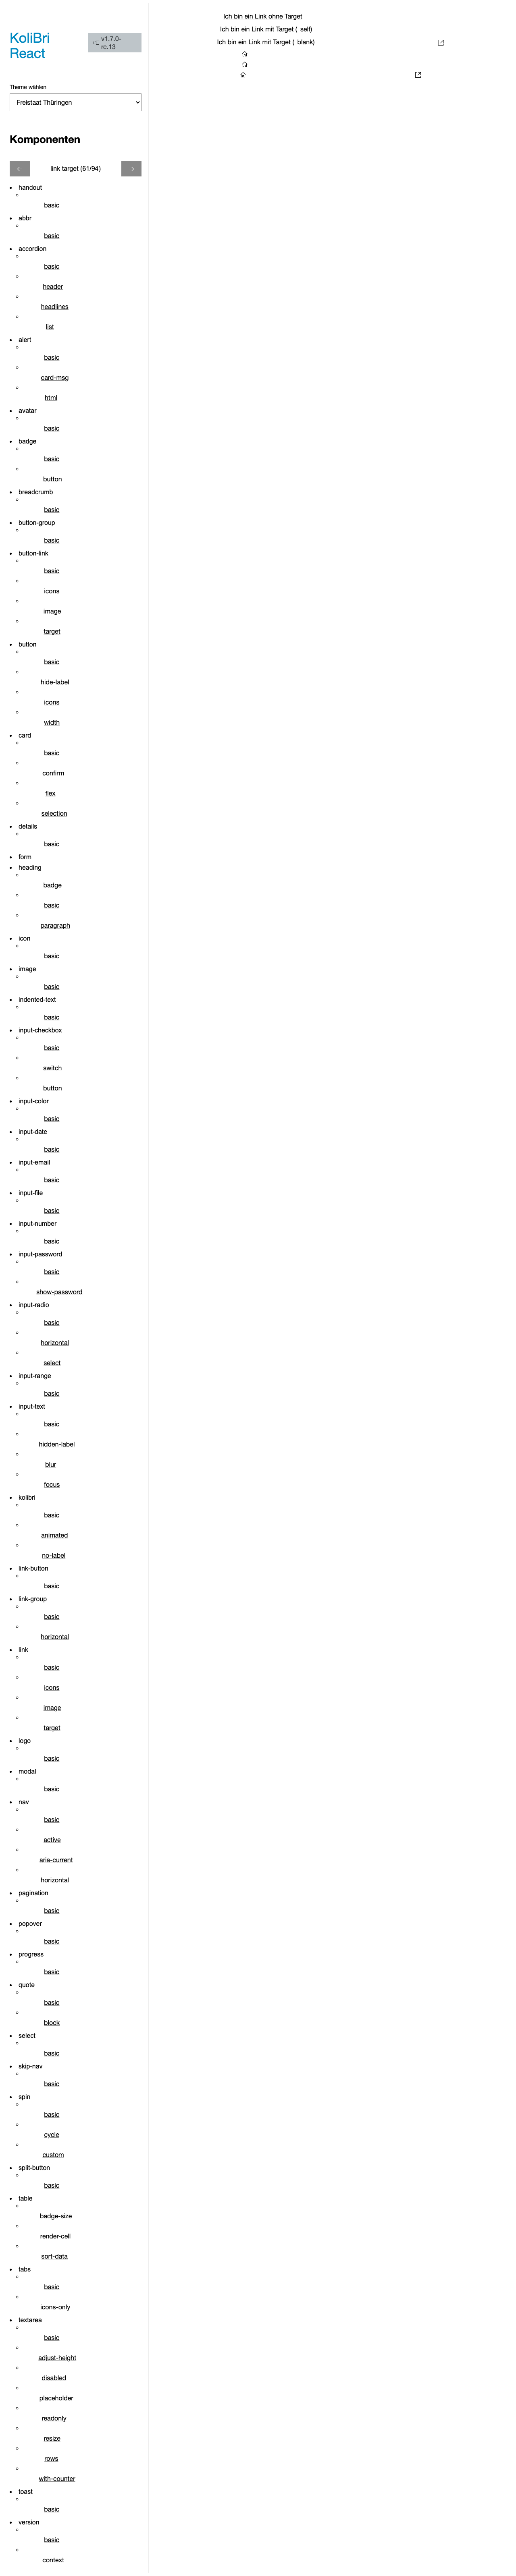 KoliBri
React
v1.7.0-
rc.13
Theme wählen
Freistaat Thüringen
Komponenten
link target (61/94)
handout
basic
abbr
basic
accordion
basic
header
headlines
list
alert
basic
card-msg
html
avatar
basic
badge
basic
button
breadcrumb
basic
button-group
basic
button-link
basic
icons
image
target
button
basic
hide-label
icons
width
card
basic
confirm
flex
selection
details
basic
form
heading
badge
basic
paragraph
icon
basic
image
basic
indented-text
basic
input-checkbox
basic
switch
button
input-color
basic
input-date
basic
input-email
basic
input-file
basic
input-number
basic
input-password
basic
show-password
input-radio
basic
horizontal
select
input-range
basic
input-text
basic
hidden-label
blur
focus
kolibri
basic
animated
no-label
link-button
basic
link-group
basic
horizontal
link
basic
icons
image
target
logo
basic
modal
basic
nav
basic
active
aria-current
horizontal
pagination
basic
popover
basic
progress
basic
quote
basic
block
select
basic
skip-nav
basic
spin
basic
cycle
custom
split-button
basic
table
badge-size
render-cell
sort-data
tabs
basic
icons-only
textarea
basic
adjust-height
disabled
placeholder
readonly
resize
rows
with-counter
toast
basic
version
basic
context
Ich bin ein Link ohne Target
Ich bin ein Link mit Target (_self)
Ich bin ein Link mit Target (_blank)